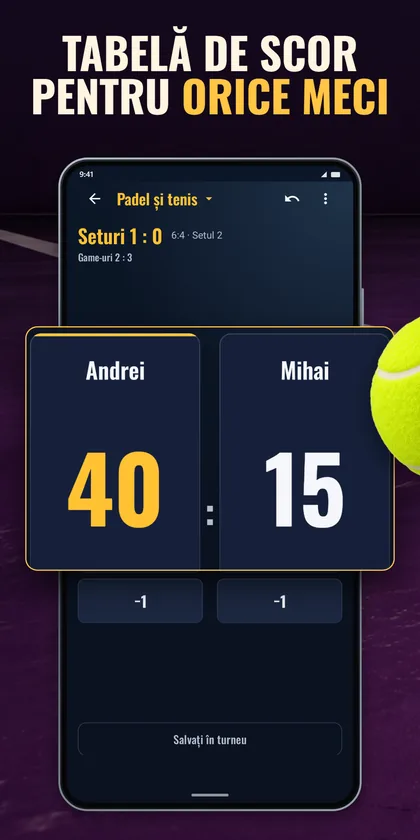 TABELĂ DE SCOR
PENTRU ORICE MECI
9:41
Padel și tenis
Seturi 1 : 0 6:4 · Setul 2
Game-uri 2 : 3
Andrei
Mihai
40 : 15
-1
-1
Salvați în turneu